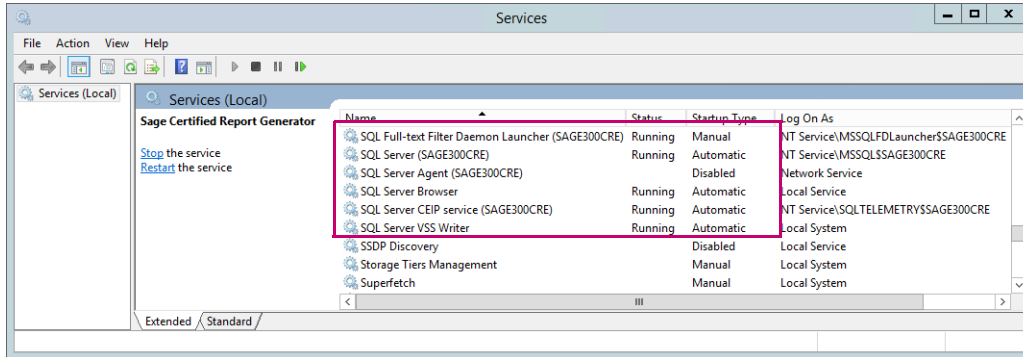 Services
File Action View Help
Services (Local)
Services (Local)
Sage Certified Report Generator
Stop the service
Restart the service
Name Status Startup Type Log On As
SQL Full-text Filter Daemon Launcher (SAGE300CRE) Running Manual NT Service\MSSQLFDLauncher$SAGE300CRE
SQL Server (SAGE300CRE) Running Automatic NT Service\MSSQL$SAGE300CRE
SQL Server Agent (SAGE300CRE) Disabled Network Service
SQL Server Browser Running Automatic Local Service
SQL Server CEIP service (SAGE300CRE) Running Automatic NT Service\SQLTELEMETRY$SAGE300CRE
SQL Server VSS Writer Running Automatic Local System
SSDP Discovery Disabled Local Service
Storage Tiers Management Manual Local System
Superfetch Manual Local System
Extended Standard